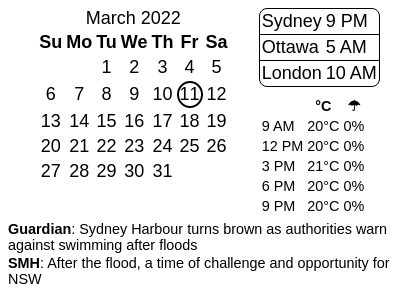 March 2022
Su Mo Tu We Th Fr Sa
1 2 3 4 5
6 7 8 9 10 11 12
13 14 15 16 17 18 19
20 21 22 23 24 25 26
27 28 29 30 31
Sydney 9 PM
Ottawa 5 AM
London 10 AM
°C ☂
9 AM 20°C 0%
12 PM 20°C 0%
3 PM 21°C 0%
6 PM 20°C 0%
9 PM 20°C 0%
Guardian: Sydney Harbour turns brown as authorities warn
against swimming after floods
SMH: After the flood, a time of challenge and opportunity for
NSW